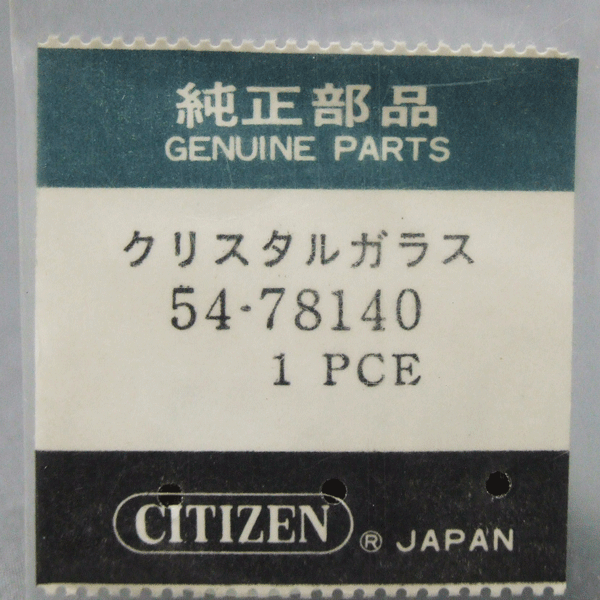 純正部品
GENUINE PARTS
クリスタルガラス
54-78140
1 PCE
CITIZEN ® JAPAN